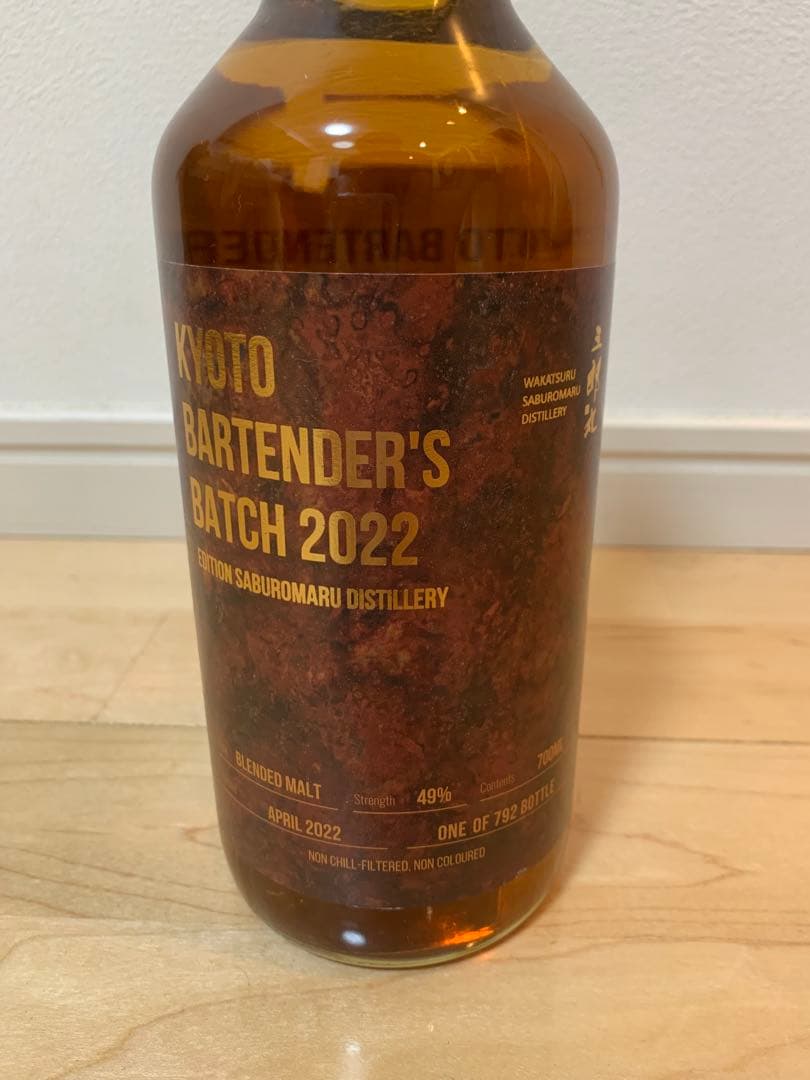 KYOTO
BARTENDER'S
BATCH 2022
EDITION SABUROMARU DISTILLERY
WAKATSURU
SABUROMARU
DISTILLERY
三郎丸
BLENDED MALT
Strength 49%
Contents 700ML
APRIL 2022
ONE OF 792 BOTTLE
NON CHILL-FILTERED, NON COLOURED